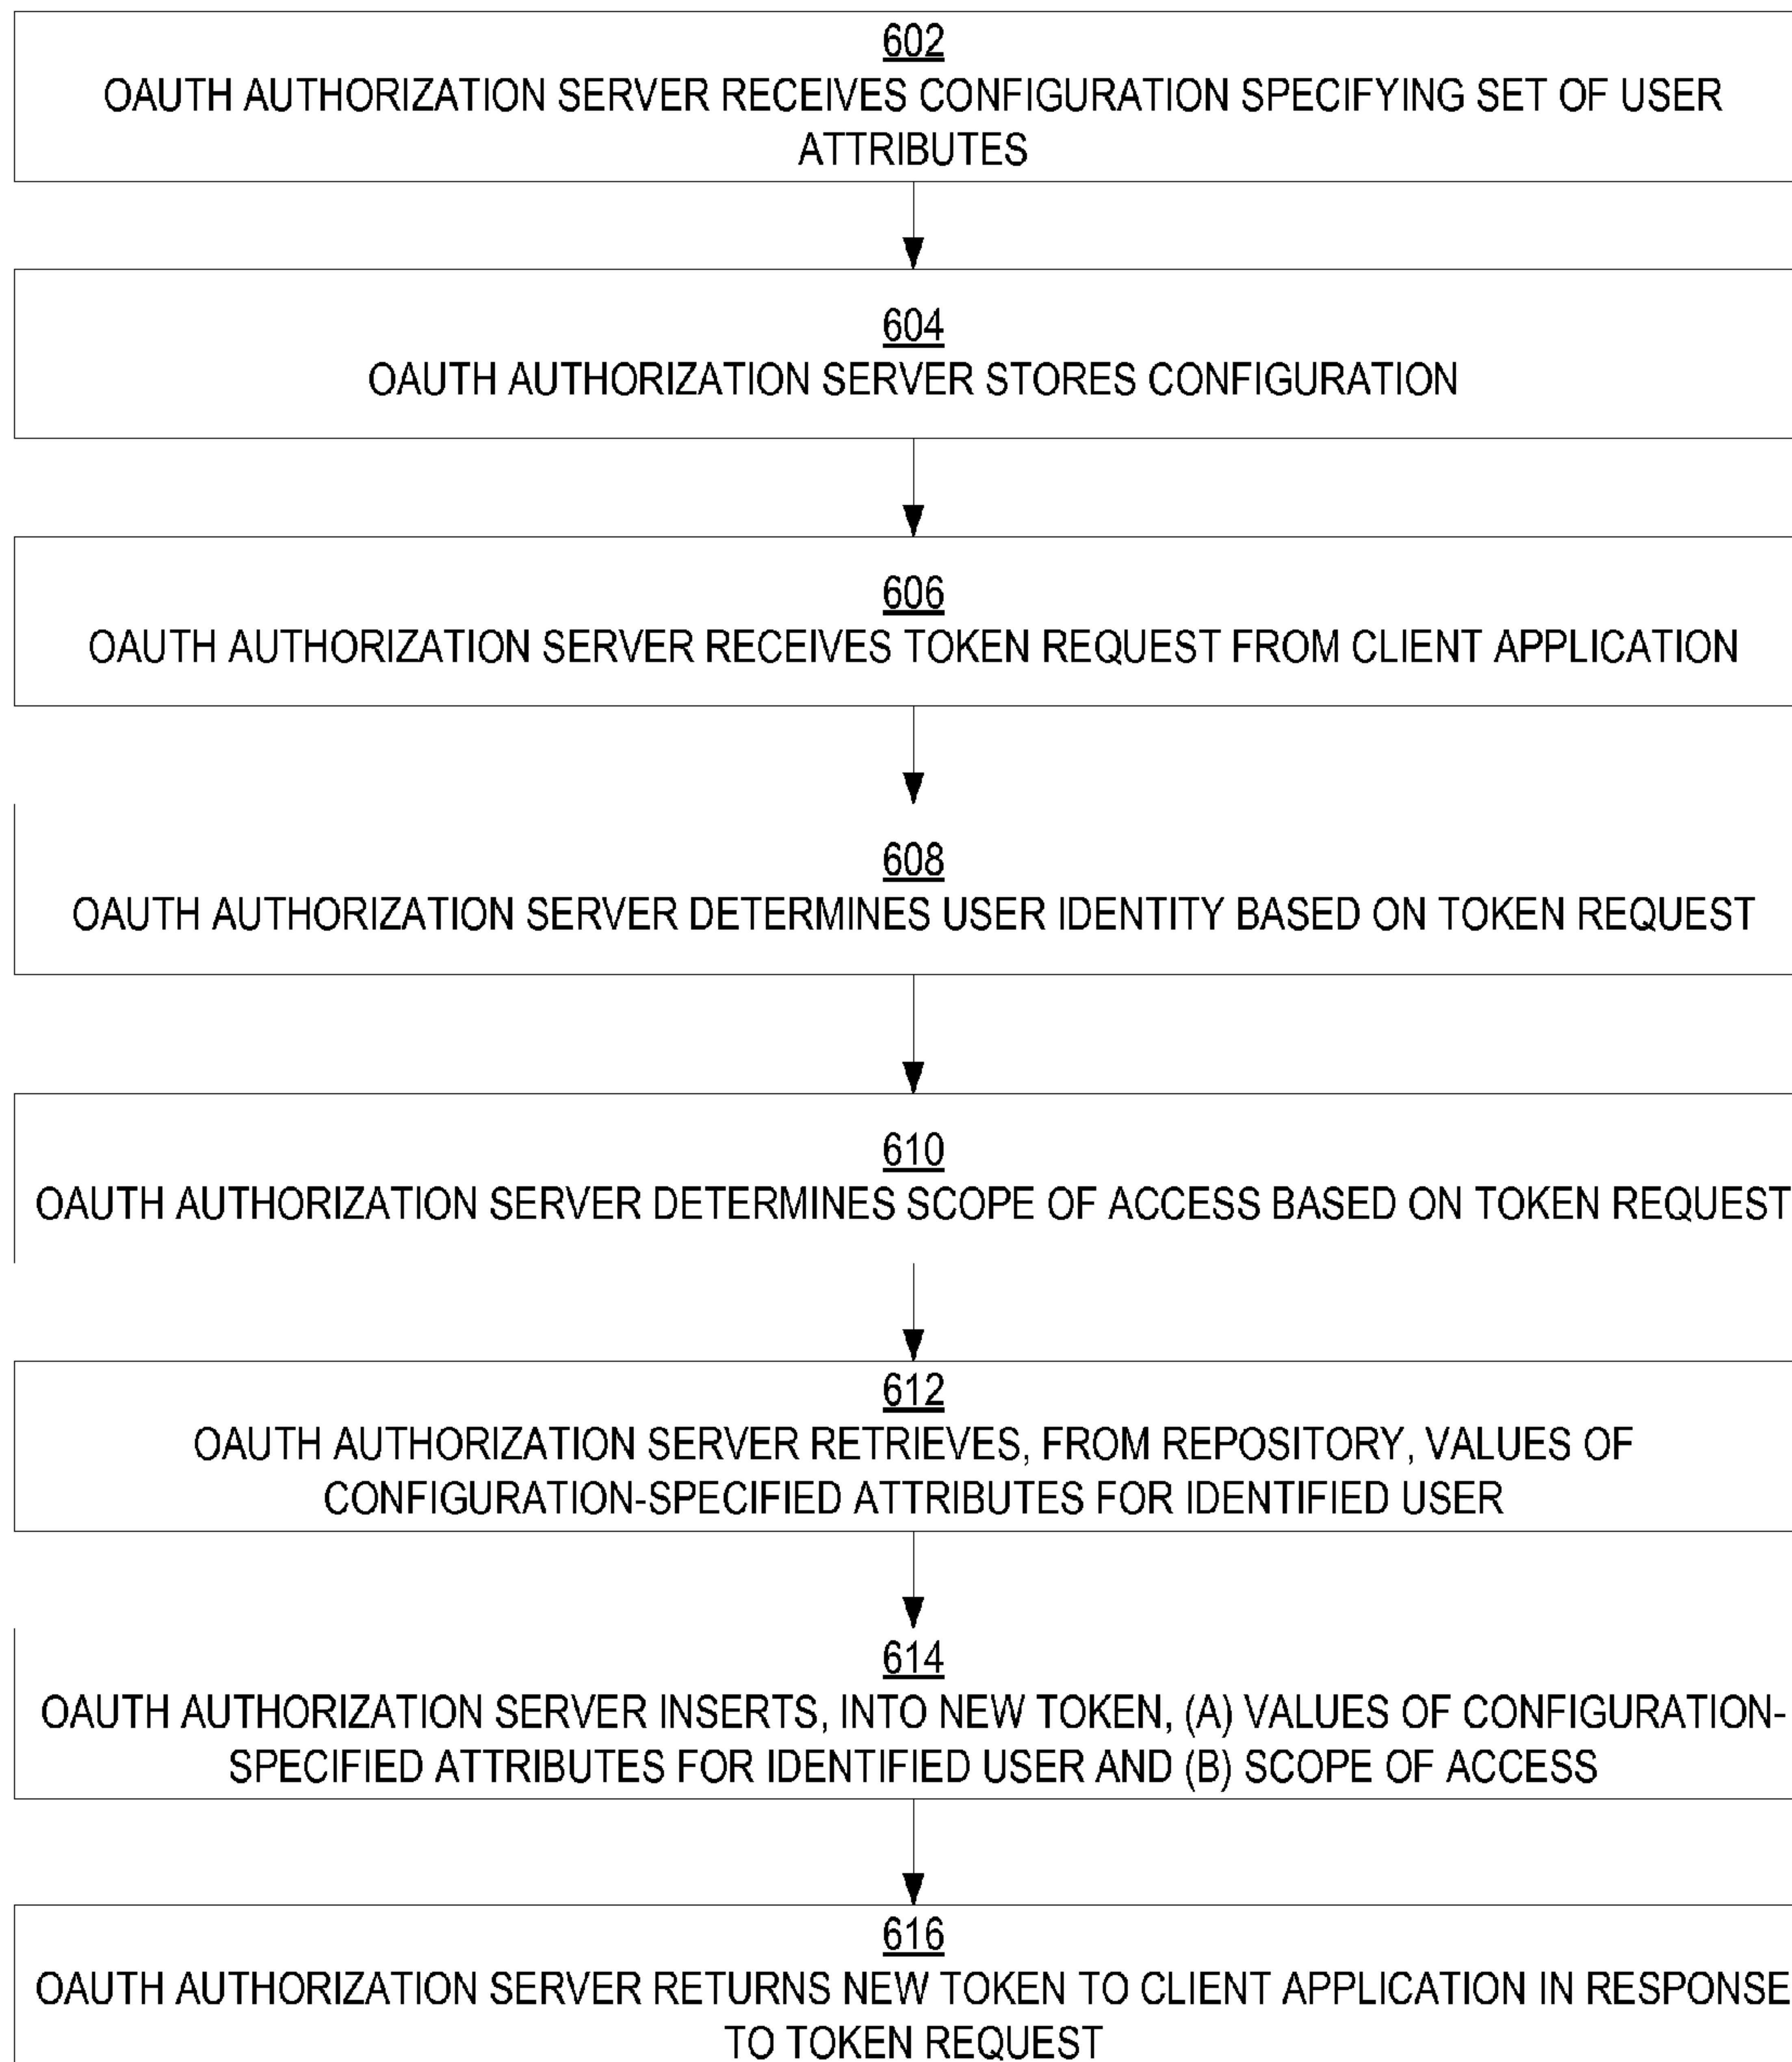 602
OAUTH AUTHORIZATION SERVER RECEIVES CONFIGURATION SPECIFYING SET OF USER
ATTRIBUTES
604
OAUTH AUTHORIZATION SERVER STORES CONFIGURATION
606
OAUTH AUTHORIZATION SERVER RECEIVES TOKEN REQUEST FROM CLIENT APPLICATION
608
OAUTH AUTHORIZATION SERVER DETERMINES USER IDENTITY BASED ON TOKEN REQUEST
610
OAUTH AUTHORIZATION SERVER DETERMINES SCOPE OF ACCESS BASED ON TOKEN REQUEST
612
OAUTH AUTHORIZATION SERVER RETRIEVES, FROM REPOSITORY, VALUES OF
CONFIGURATION-SPECIFIED ATTRIBUTES FOR IDENTIFIED USER
614
OAUTH AUTHORIZATION SERVER INSERTS, INTO NEW TOKEN, (A) VALUES OF CONFIGURATION-
SPECIFIED ATTRIBUTES FOR IDENTIFIED USER AND (B) SCOPE OF ACCESS
616
OAUTH AUTHORIZATION SERVER RETURNS NEW TOKEN TO CLIENT APPLICATION IN RESPONSE
TO TOKEN REQUEST